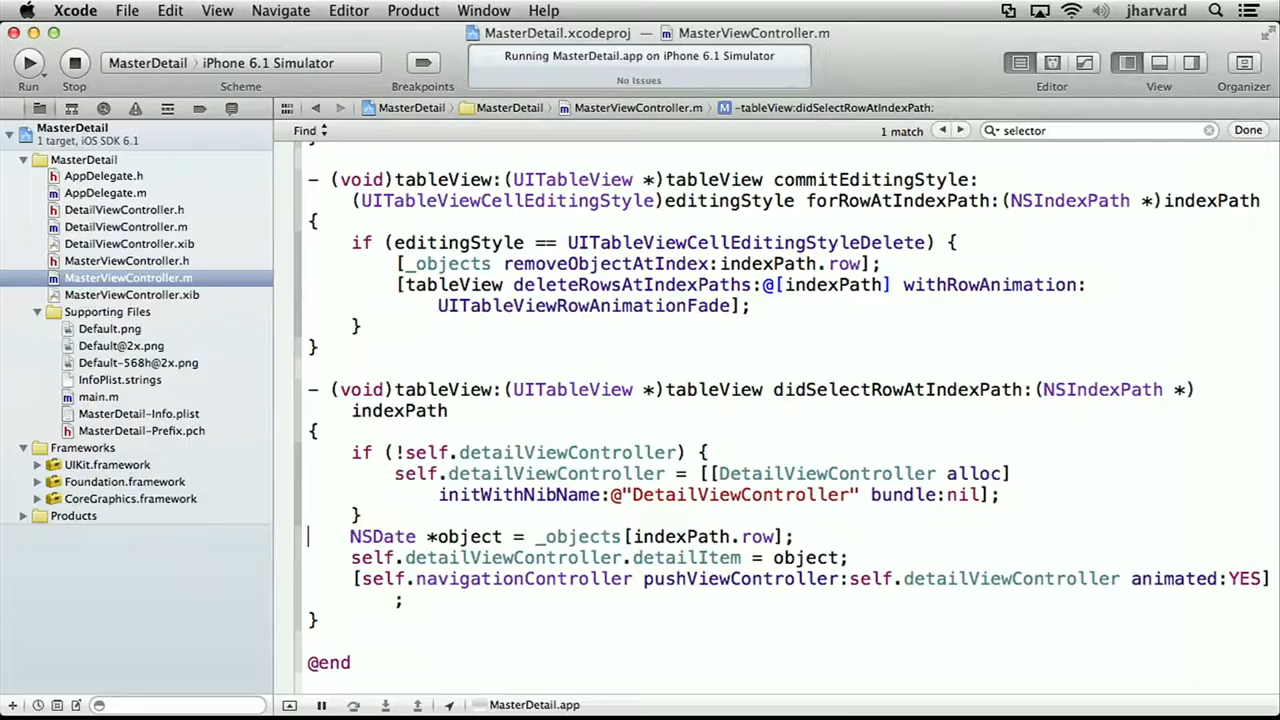 Xcode File Edit View Navigate Editor Product Window Help jharvard
MasterDetail.xcodeproj — MasterViewController.m
MasterDetail iPhone 6.1 Simulator
Running MasterDetail.app on iPhone 6.1 Simulator
No Issues
Run Stop Scheme Breakpoints Editor View Organizer
MasterDetail MasterDetail MasterViewController.m -tableView:didSelectRowAtIndexPath:
Find 1 match selector Done
MasterDetail
1 target, iOS SDK 6.1
MasterDetail
AppDelegate.h
AppDelegate.m
DetailViewController.h
DetailViewController.m
DetailViewController.xib
MasterViewController.h
MasterViewController.m
MasterViewController.xib
Supporting Files
Default.png
Default@2x.png
Default-568h@2x.png
InfoPlist.strings
main.m
MasterDetail-Info.plist
MasterDetail-Prefix.pch
Frameworks
UIKit.framework
Foundation.framework
CoreGraphics.framework
Products
}
- (void)tableView:(UITableView *)tableView commitEditingStyle:
(UITableViewCellEditingStyle)editingStyle forRowAtIndexPath:(NSIndexPath *)indexPath
{
if (editingStyle == UITableViewCellEditingStyleDelete) {
[_objects removeObjectAtIndex:indexPath.row];
[tableView deleteRowsAtIndexPaths:@[indexPath] withRowAnimation:
UITableViewRowAnimationFade];
}
}
- (void)tableView:(UITableView *)tableView didSelectRowAtIndexPath:(NSIndexPath *)
indexPath
{
if (!self.detailViewController) {
self.detailViewController = [[DetailViewController alloc]
initWithNibName:@"DetailViewController" bundle:nil];
}
NSDate *object = _objects[indexPath.row];
self.detailViewController.detailItem = object;
[self.navigationController pushViewController:self.detailViewController animated:YES]
;
}
@end
MasterDetail.app